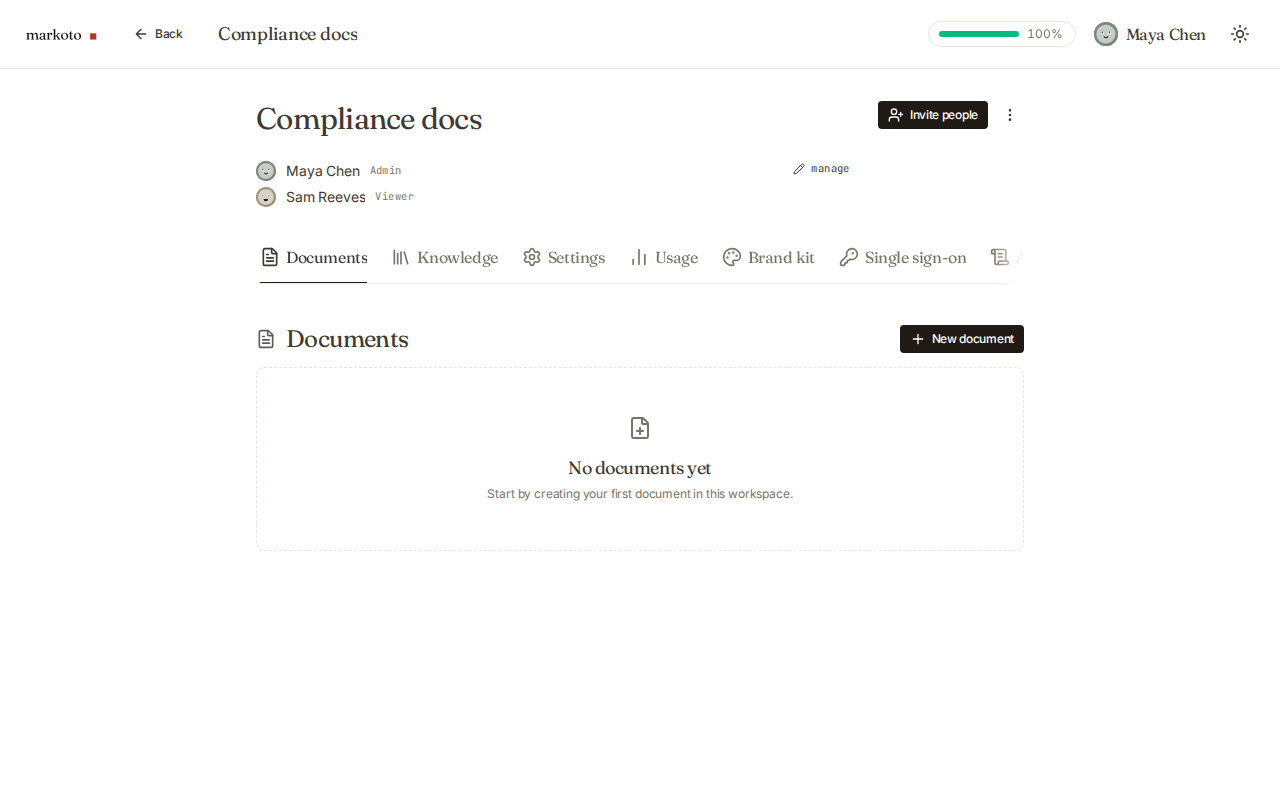 markoto
Back
Compliance docs
100%
Maya Chen
Compliance docs
Invite people
Maya Chen Admin
manage
Sam Reeves Viewer
Documents Knowledge Settings Usage Brand kit Single sign-on
Documents
New document
No documents yet
Start by creating your first document in this workspace.